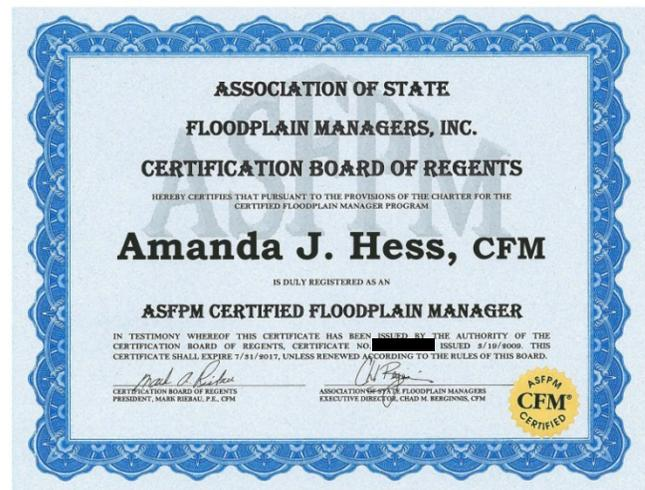 ASSOCIATION OF STATE
FLOODPLAIN MANAGERS, INC.
CERTIFICATION BOARD OF REGENTS
HEREBY CERTIFIES THAT PURSUANT TO THE PROVISIONS OF THE CHARTER FOR THE
CERTIFIED FLOODPLAIN MANAGER PROGRAM
Amanda J. Hess, CFM
IS DULY REGISTERED AS AN
ASFPM CERTIFIED FLOODPLAIN MANAGER
IN TESTIMONY WHEREOF THIS CERTIFICATE HAS BEEN ISSUED BY THE AUTHORITY OF THE
CERTIFICATION BOARD OF REGENTS, CERTIFICATE NO. ISSUED 3/19/2009. THIS
CERTIFICATE SHALL EXPIRE 7/31/2017, UNLESS RENEWED ACCORDING TO THE RULES OF THIS BOARD.
Mark A. Riebau
CERTIFICATION BOARD OF REGENTS
PRESIDENT, MARK RIEBAU, P.E., CFM
ASSOCIATION OF STATE FLOODPLAIN MANAGERS
EXECUTIVE DIRECTOR, CHAD M. BERGINNIS, CFM
ASFPM
CFM®
CERTIFIED
ASFPM